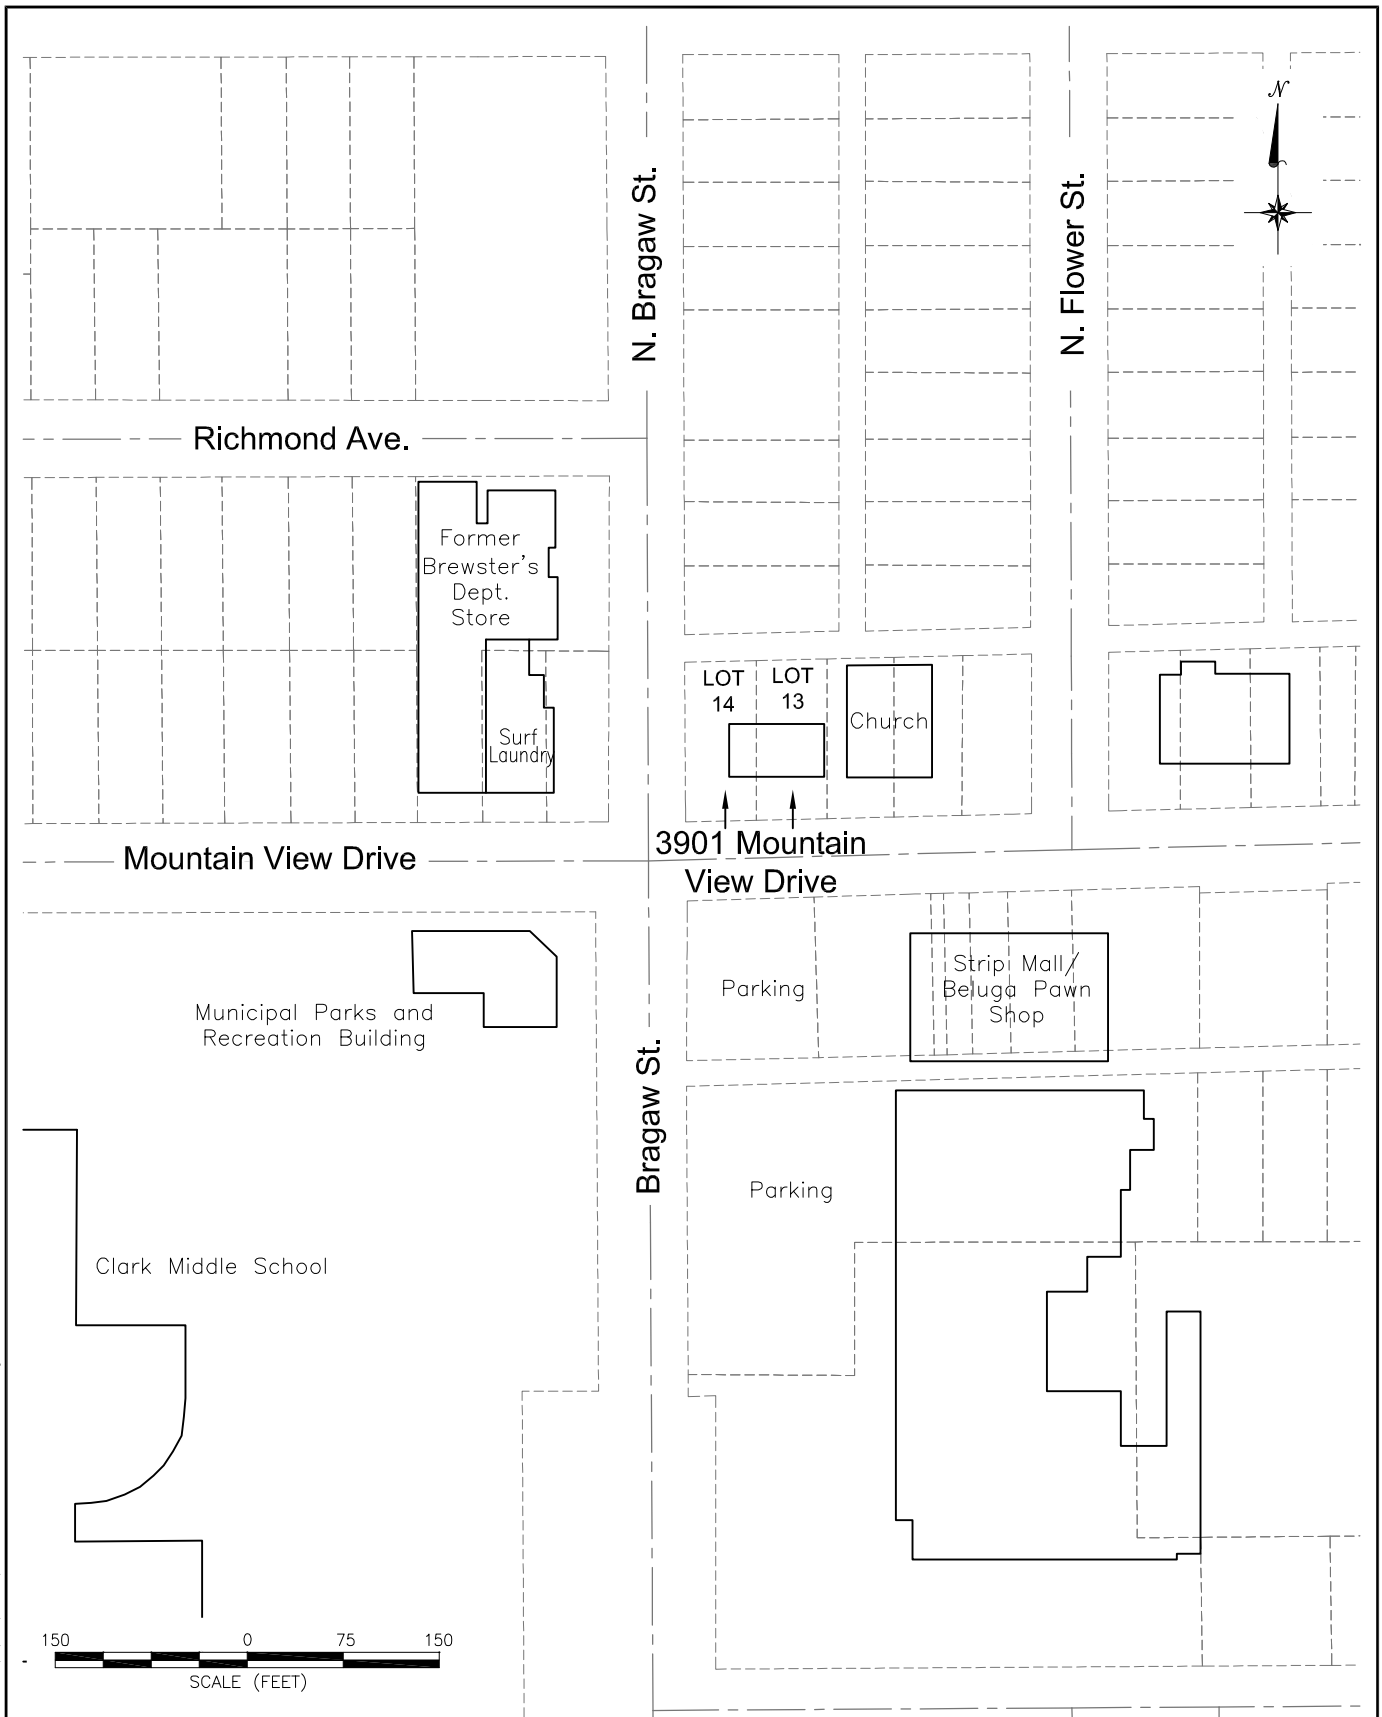 N
N. Bragaw St.
N. Flower St.
Richmond Ave.
Former
Brewster's
Dept.
Store
Surf
Laundry
LOT
14
LOT
13
Church
3901 Mountain
View Drive
Mountain View Drive
Municipal Parks and
Recreation Building
Parking
Strip Mall/
Beluga Pawn
Shop
Bragaw St.
Parking
Clark Middle School
150 0 75 150
SCALE (FEET)